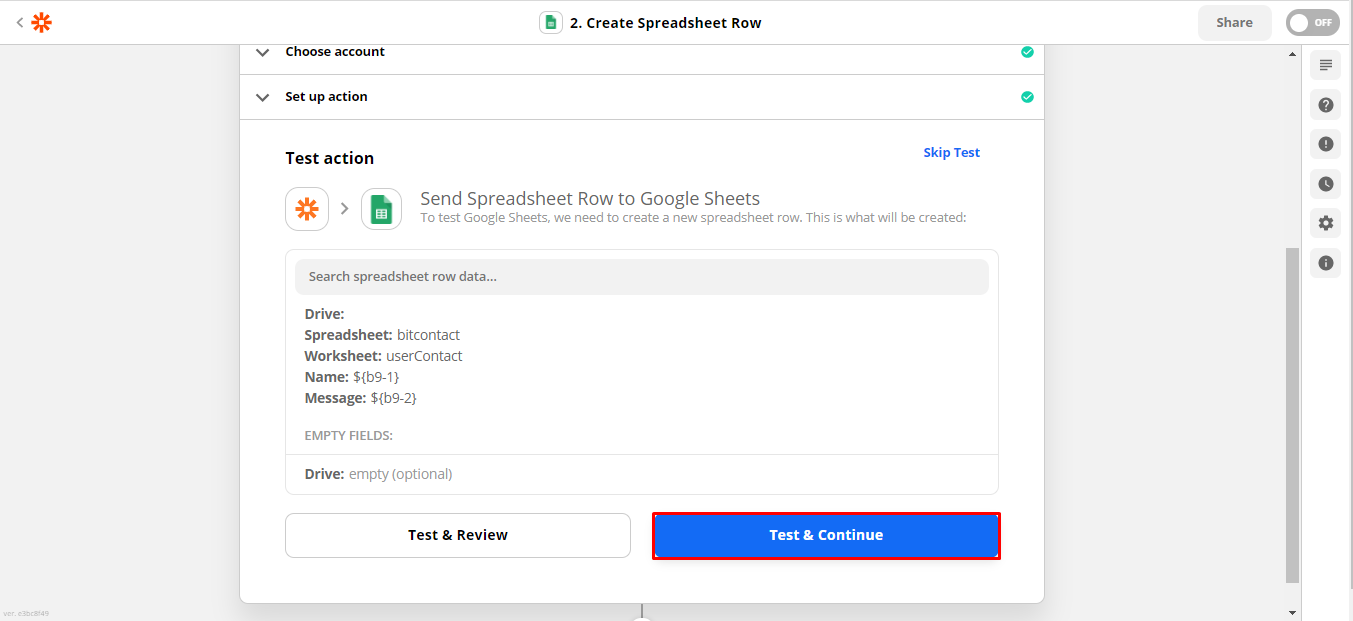 2. Create Spreadsheet Row
Share
OFF
Choose account
Set up action
Test action
Skip Test
Send Spreadsheet Row to Google Sheets
To test Google Sheets, we need to create a new spreadsheet row. This is what will be created:
Search spreadsheet row data...
Drive:
Spreadsheet: bitcontact
Worksheet: userContact
Name: ${b9-1}
Message: ${b9-2}
EMPTY FIELDS:
Drive: empty (optional)
Test & Review
Test & Continue